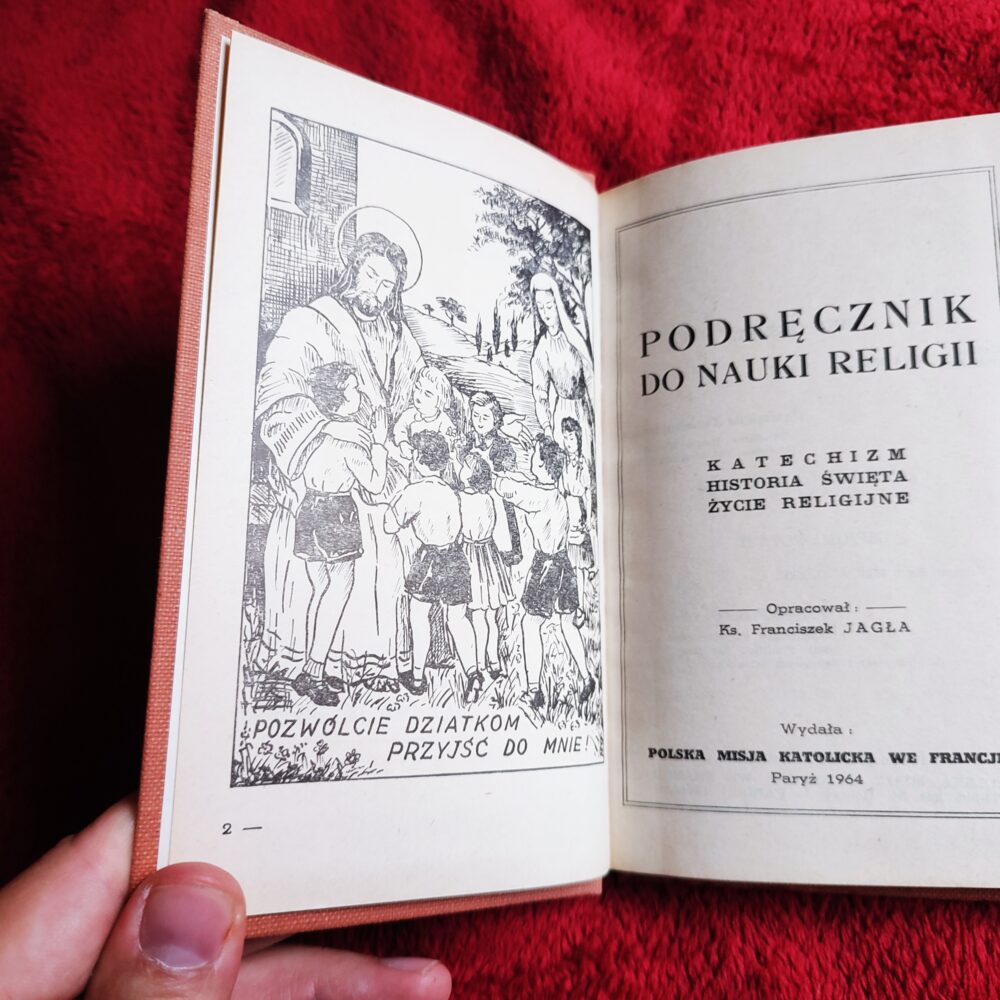 POZWÓLCIE DZIATKOM
PRZYJŚĆ DO MNIE!
2 —
PODRĘCZNIK
DO NAUKI RELIGII
KATECHIZM
HISTORIA ŚWIĘTA
ŻYCIE RELIGIJNE
— Opracował: —
Ks. Franciszek JAGŁA
Wydała :
POLSKA MISJA KATOLICKA WE FRANCJI
Paryż 1964